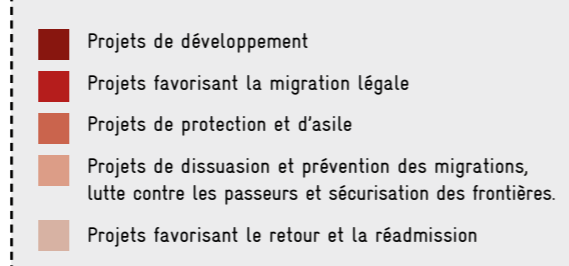 Projets de développement
Projets favorisant la migration légale
Projets de protection et d'asile
Projets de dissuasion et prévention des migrations,
lutte contre les passeurs et sécurisation des frontières.
Projets favorisant le retour et la réadmission